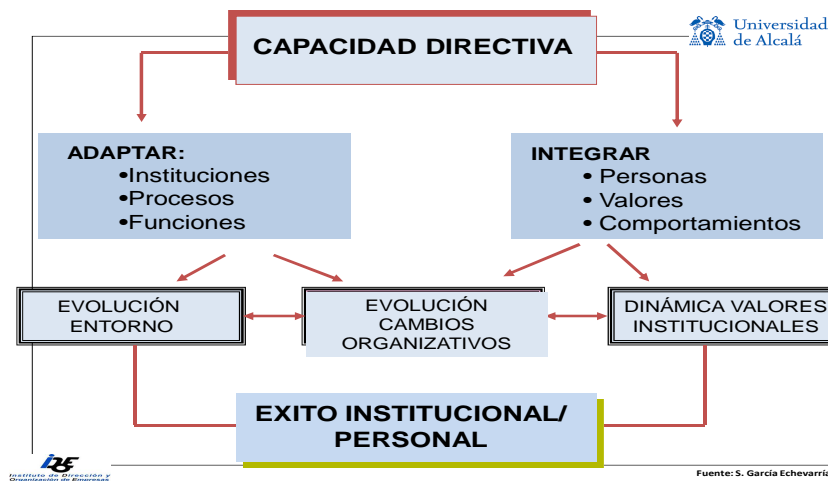 CAPACIDAD DIRECTIVA
Universidad
de Alcalá
ADAPTAR:
•Instituciones
•Procesos
•Funciones
INTEGRAR
• Personas
• Valores
• Comportamientos
EVOLUCIÓN
ENTORNO
EVOLUCIÓN
CAMBIOS
ORGANIZATIVOS
DINÁMICA VALORES
INSTITUCIONALES
EXITO INSTITUCIONAL/
PERSONAL
Instituto de Dirección y
Organización de Empresas
Fuente: S. García Echevarría